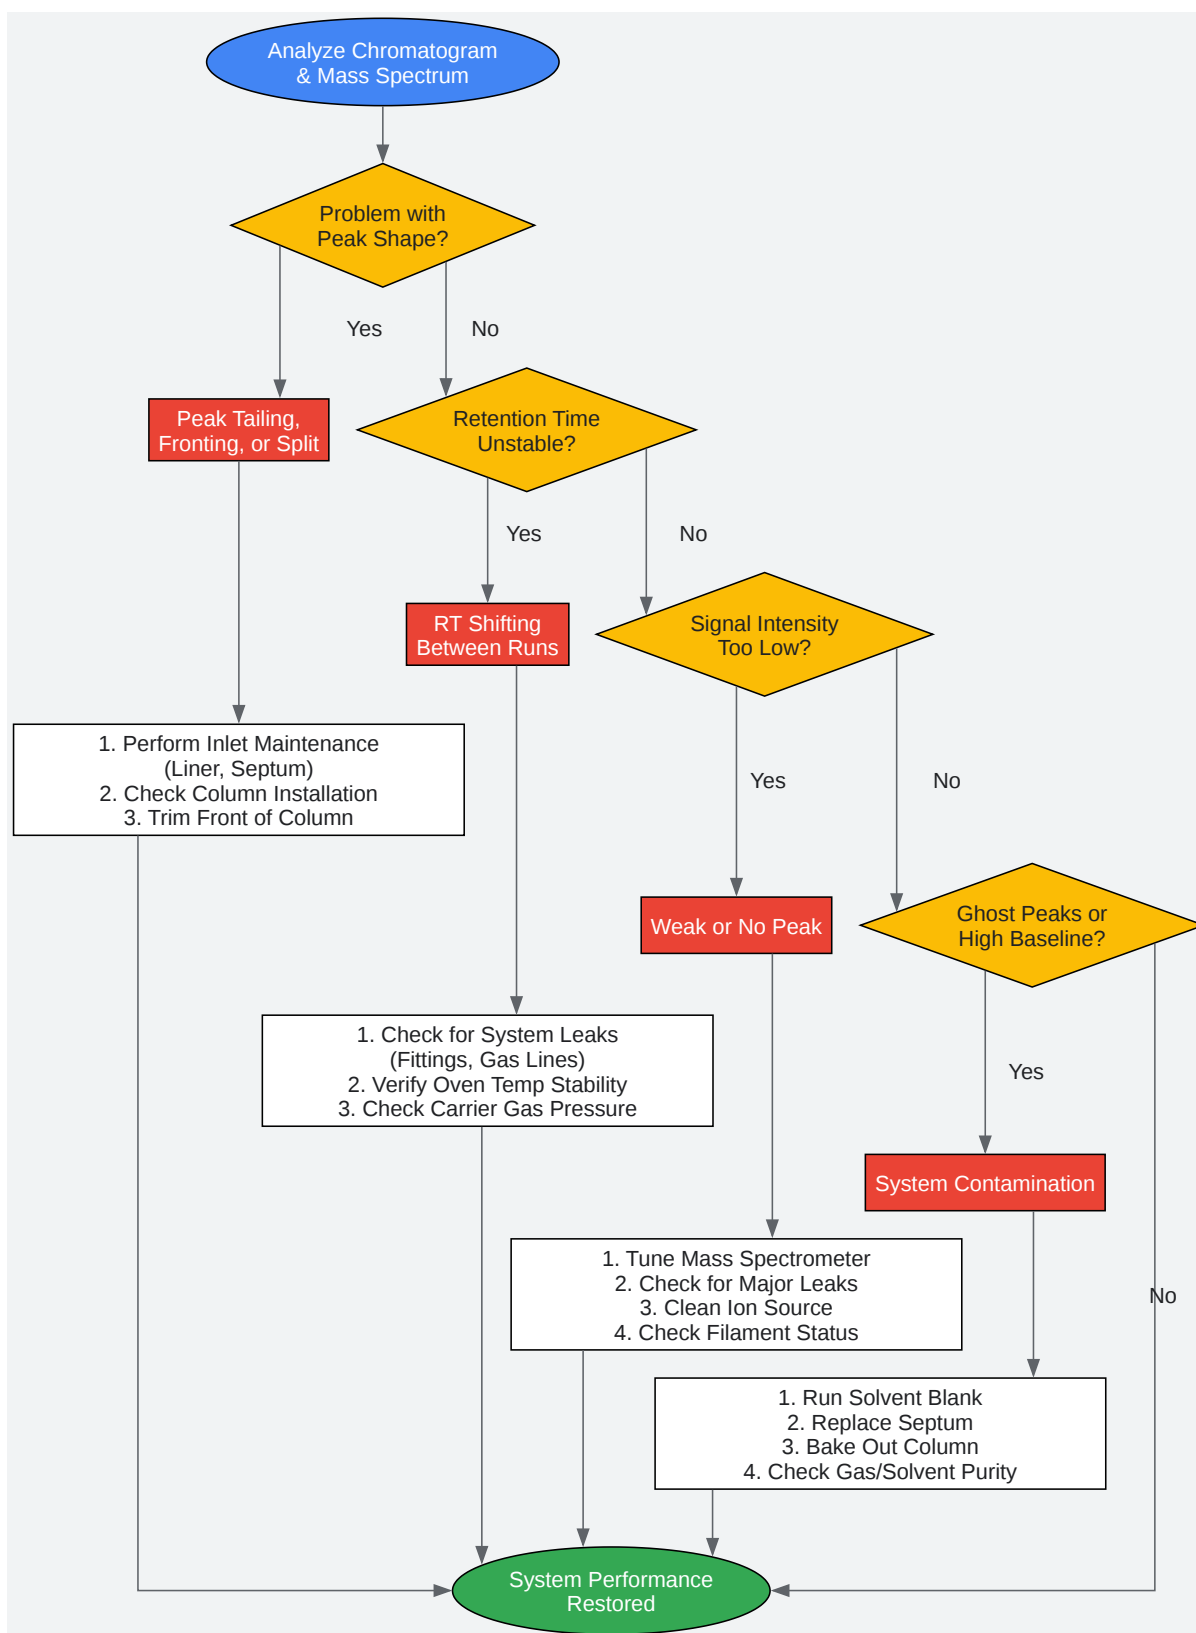 Analyze Chromatogram
& Mass Spectrum
Problem with
Peak Shape?
Yes
No
Peak Tailing,
Fronting, or Split
Retention Time
Unstable?
Yes
No
RT Shifting
Between Runs
Signal Intensity
Too Low?
1. Perform Inlet Maintenance
(Liner, Septum)
2. Check Column Installation
3. Trim Front of Column
Yes
No
Weak or No Peak
Ghost Peaks or
High Baseline?
1. Check for System Leaks
(Fittings, Gas Lines)
2. Verify Oven Temp Stability
3. Check Carrier Gas Pressure
Yes
System Contamination
1. Tune Mass Spectrometer
2. Check for Major Leaks
3. Clean Ion Source
4. Check Filament Status
No
1. Run Solvent Blank
2. Replace Septum
3. Bake Out Column
4. Check Gas/Solvent Purity
System Performance
Restored